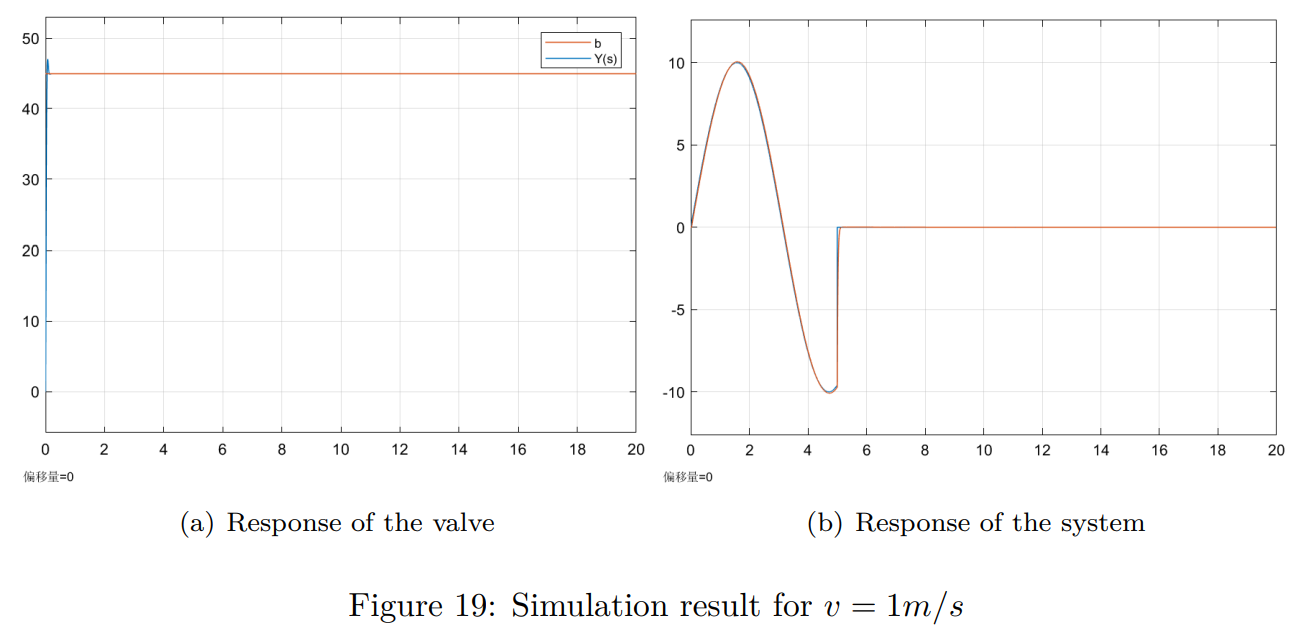 50
40
30
20
10
0
0 2 4 6 8 10 12 14 16 18 20
b
Y(s)
偏移量=0
(a) Response of the valve
10
5
0
-5
-10
0 2 4 6 8 10 12 14 16 18 20
偏移量=0
(b) Response of the system
Figure 19: Simulation result for v = 1m/s